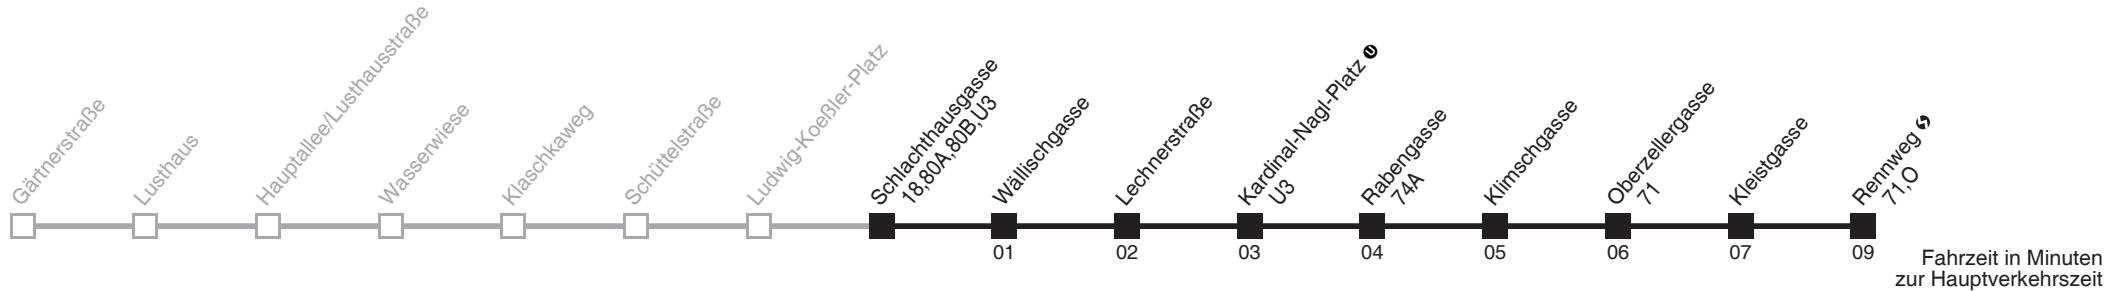 Gärtnerstraße
Lusthaus
Hauptallee/Lusthausstraße
Wasserwiese
Klaschkaweg
Schüttelstraße
Ludwig-Koeßler-Platz
Schlachthausgasse
18,80A,80B,U3
Wällischgasse
Lechnerstraße
Kardinal-Nagl-Platz U
U3
Rabengasse
74A
Klimschgasse
Oberzellergasse
71
Kleistgasse
Rennweg S
71,O
01
02
03
04
05
06
07
09
Fahrzeit in Minuten
zur Hauptverkehrszeit